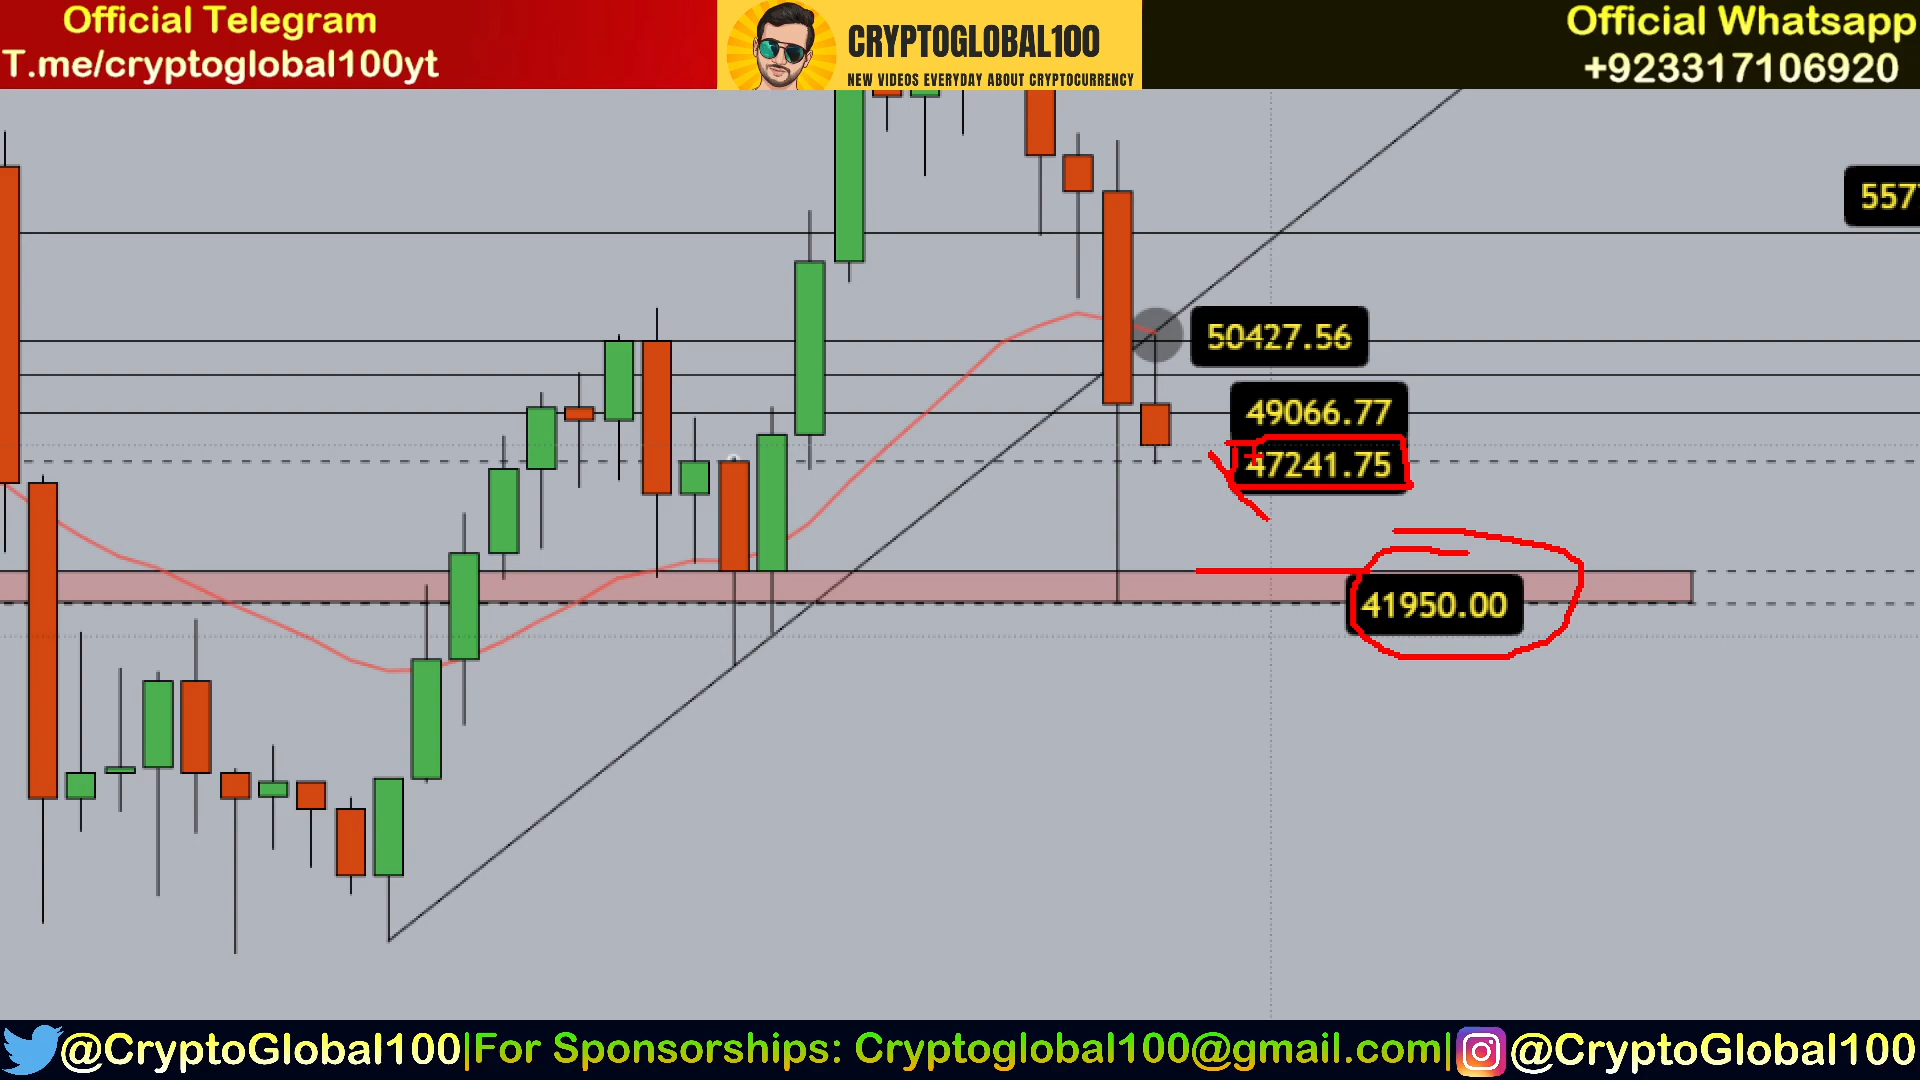 Official Telegram
T.me/cryptoglobal100yt
CRYPTOGLOBAL100
NEW VIDEOS EVERYDAY ABOUT CRYPTOCURRENCY
Official Whatsapp
+923317106920
557
50427.56
49066.77
47241.75
41950.00
@CryptoGlobal100|For Sponsorships: Cryptoglobal100@gmail.com|@CryptoGlobal100